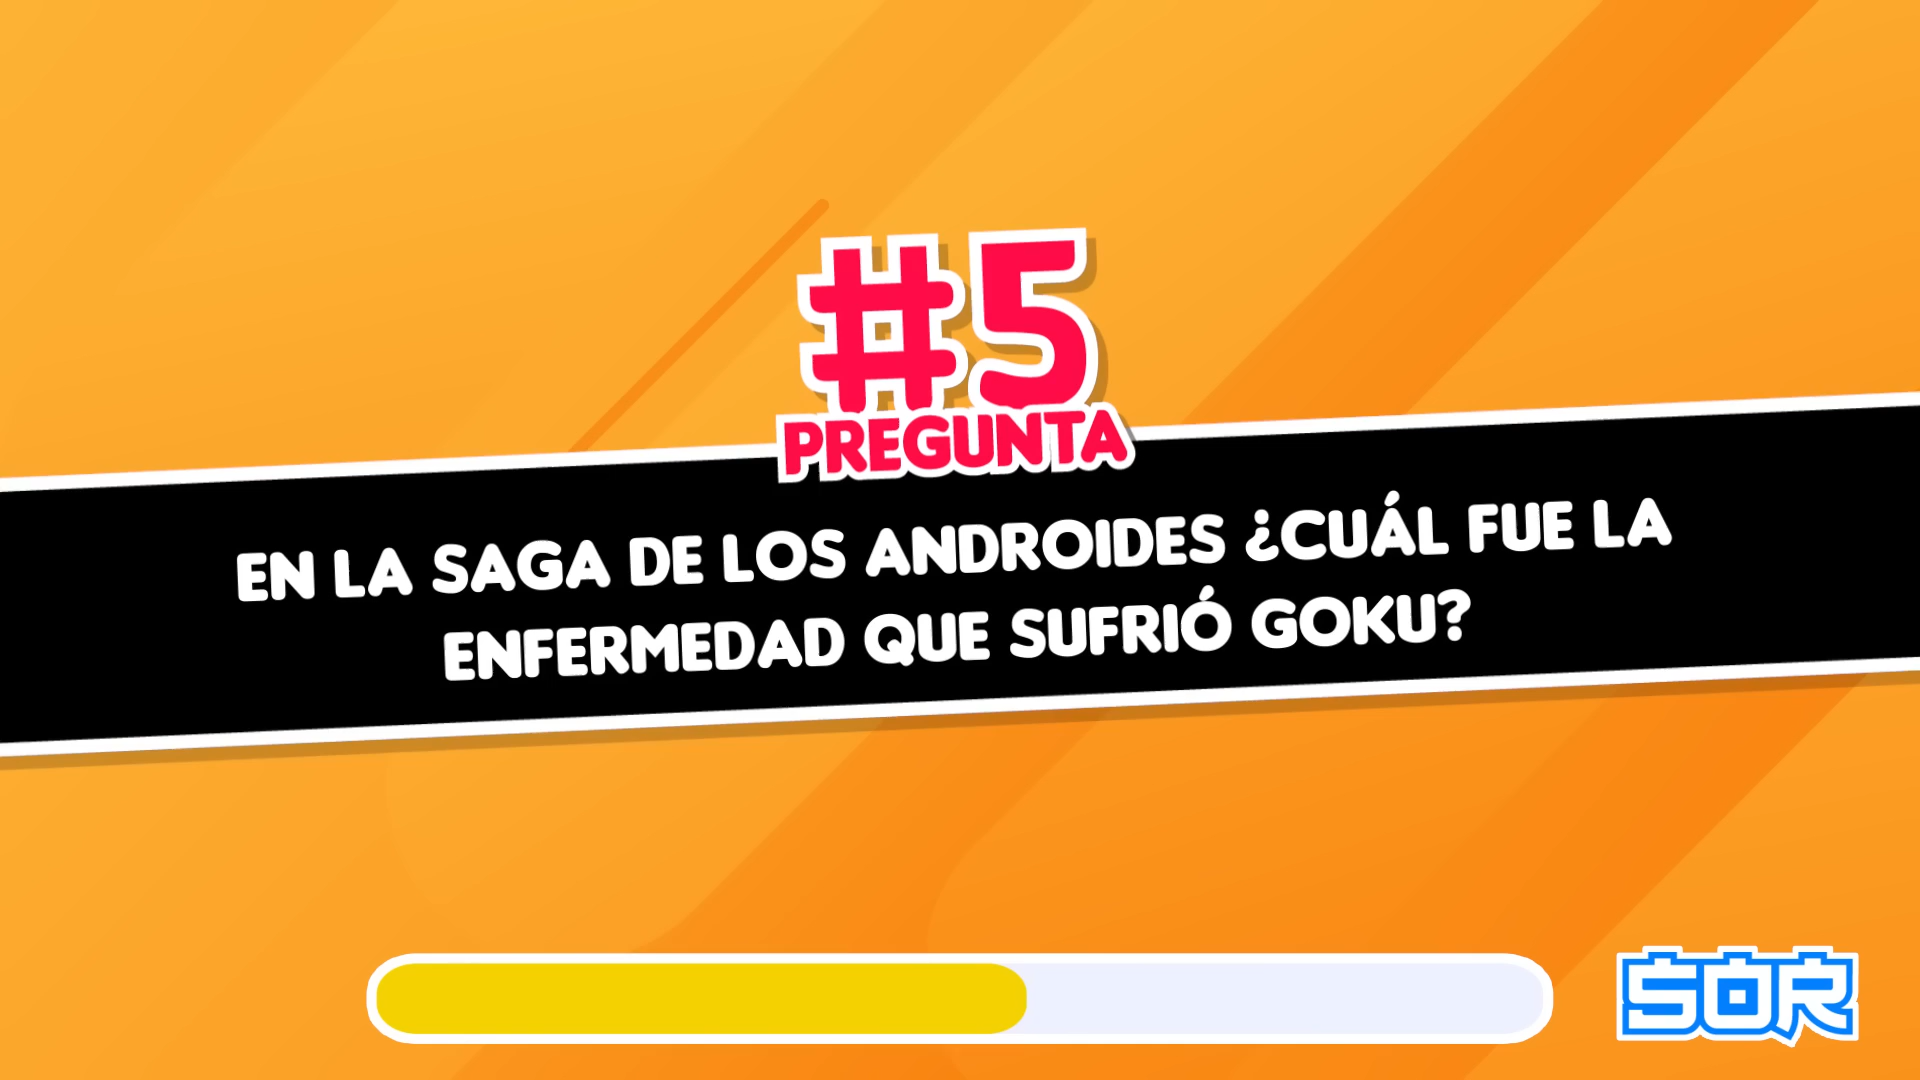 #5
PREGUNTA
EN LA SAGA DE LOS ANDROIDES ¿CUÁL FUE LA
ENFERMEDAD QUE SUFRIÓ GOKU?
SOR